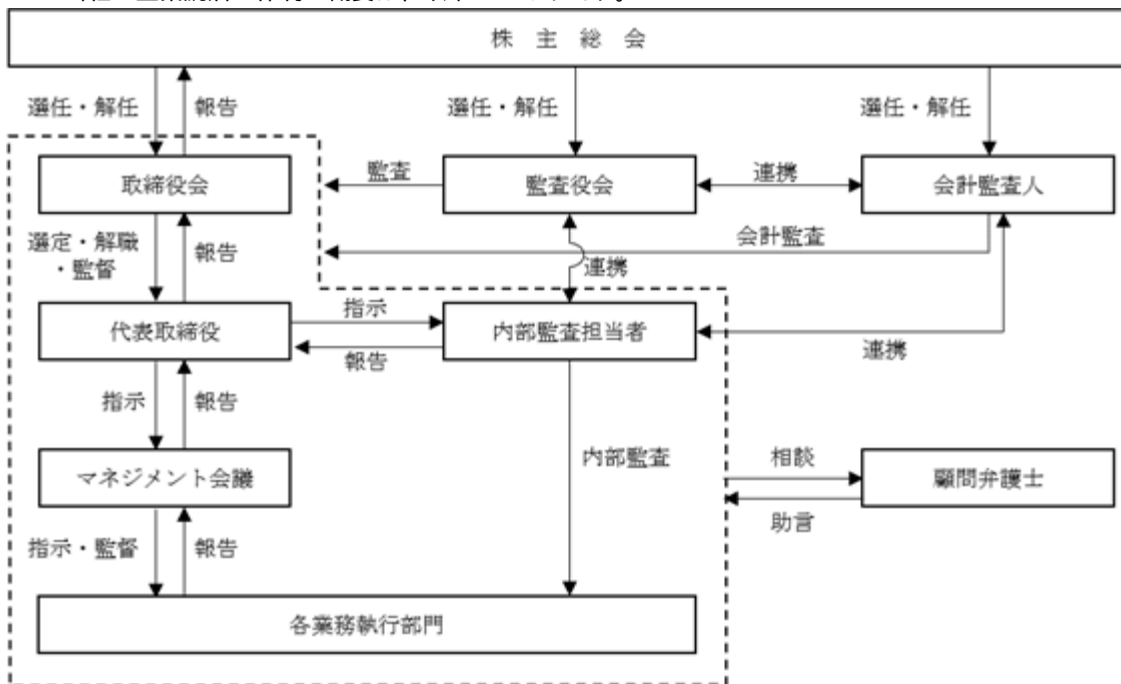 株 主 総 会
選任・解任
報告
選任・解任
選任・解任
取締役会
監査
監査役会
連携
会計監査人
選定・解職
・監督
報告
会計監査
連携
代表取締役
指示
報告
内部監査担当者
連携
指示
報告
マネジメント会議
内部監査
相談
助言
顧問弁護士
指示・監督
報告
各業務執行部門